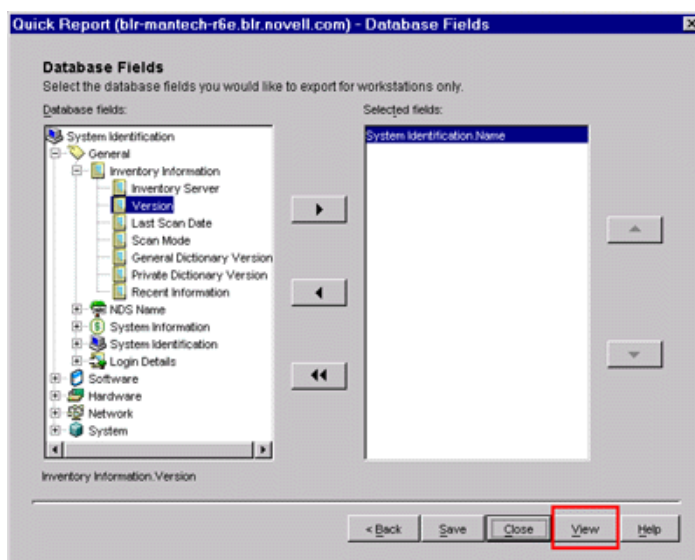 Quick Report (blr-mantech-r6e.blr.novell.com) - Database Fields
Database Fields
Select the database fields you would like to export for workstations only.
Database fields:
Selected fields:
System Identification
General
Inventory Information
Inventory Server
Version
Last Scan Date
Scan Mode
General Dictionary Version
Private Dictionary Version
Recent Information
NDS Name
System Information
System Identification
Login Details
Software
Hardware
Network
System
System Identification.Name
Inventory Information.Version
< Back
Save
Close
View
Help